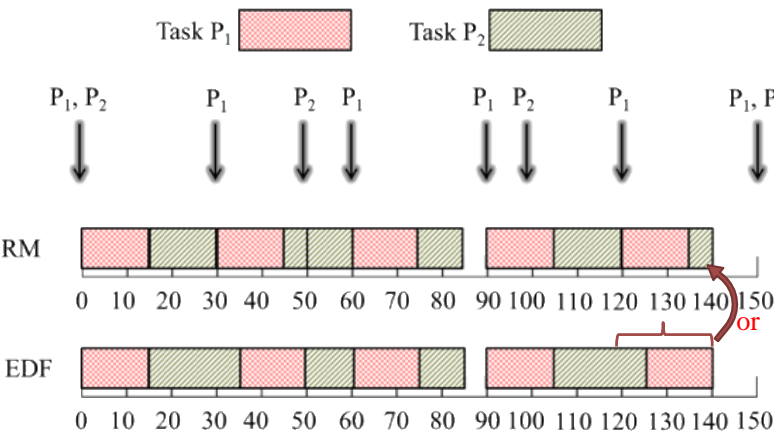 Task P1 Task P2
P1, P2 P1 P2 P1 P1 P2 P1 P1, P
RM
0 10 20 30 40 50 60 70 80 90 100 110 120 130 140 150
or
EDF
0 10 20 30 40 50 60 70 80 90 100 110 120 130 140 150